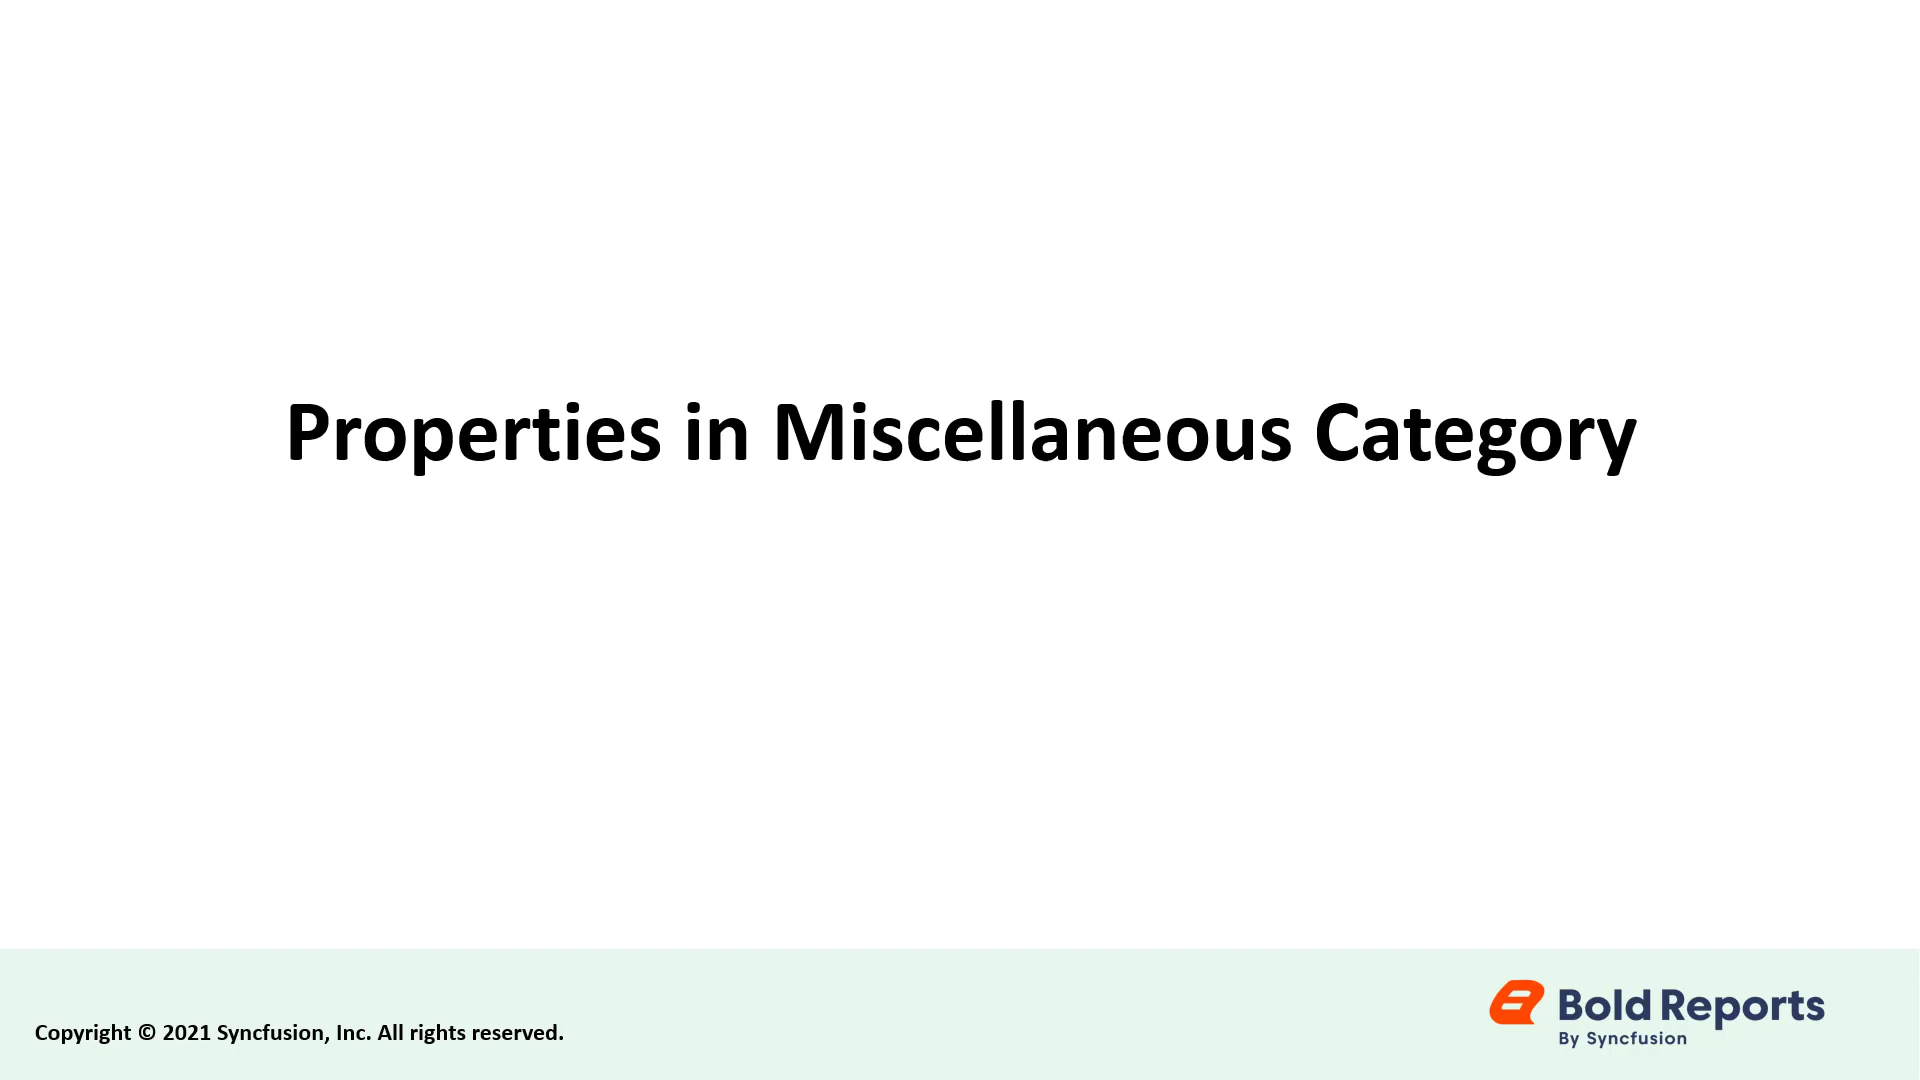 Properties in Miscellaneous Category
Copyright © 2021 Syncfusion, Inc. All rights reserved.
Bold Reports
By Syncfusion